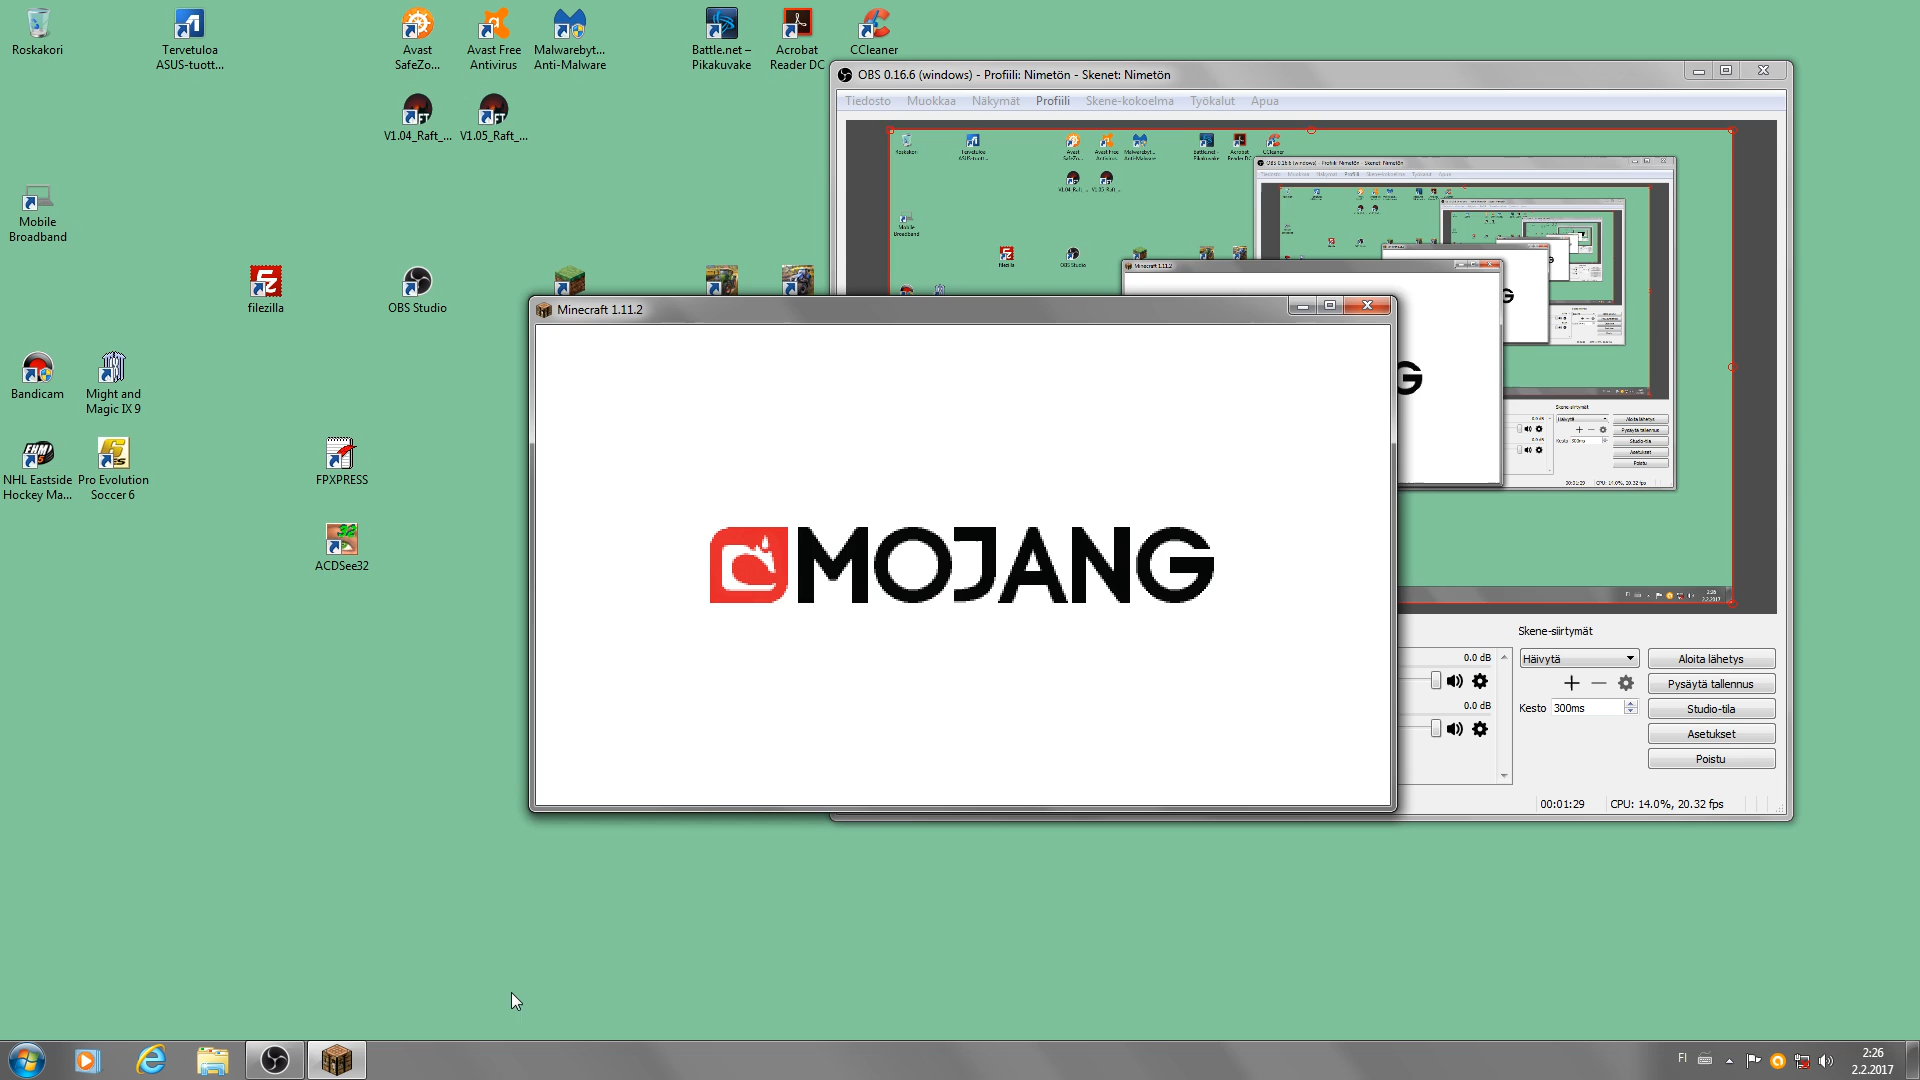 Roskakori
Tervetuloa
ASUS-tuott...
Avast
SafeZo...
Avast Free
Antivirus
Malwarebyt...
Anti-Malware
Battle.net –
Pikakuvake
Acrobat
Reader DC
CCleaner
V1.04_Raft_...
V1.05_Raft_...
Mobile
Broadband
filezilla
OBS Studio
Bandicam
Might and
Magic IX 9
NHL Eastside
Hockey Ma...
Pro Evolution
Soccer 6
FPXPRESS
ACDSee32
OBS 0.16.6 (windows) - Profiili: Nimetön - Skenet: Nimetön
Tiedosto Muokkaa Näkymät Profiili Skene-kokoelma Työkalut Apua
Minecraft 1.11.2
MOJANG
Skene-siirtymät
0.0 dB
Häivytä
Aloita lähetys
Pysäytä tallennus
0.0 dB
Kesto 300ms
Studio-tila
Asetukset
Poistu
00:01:29
CPU: 14.0%, 20.32 fps
FI
2:26
2.2.2017